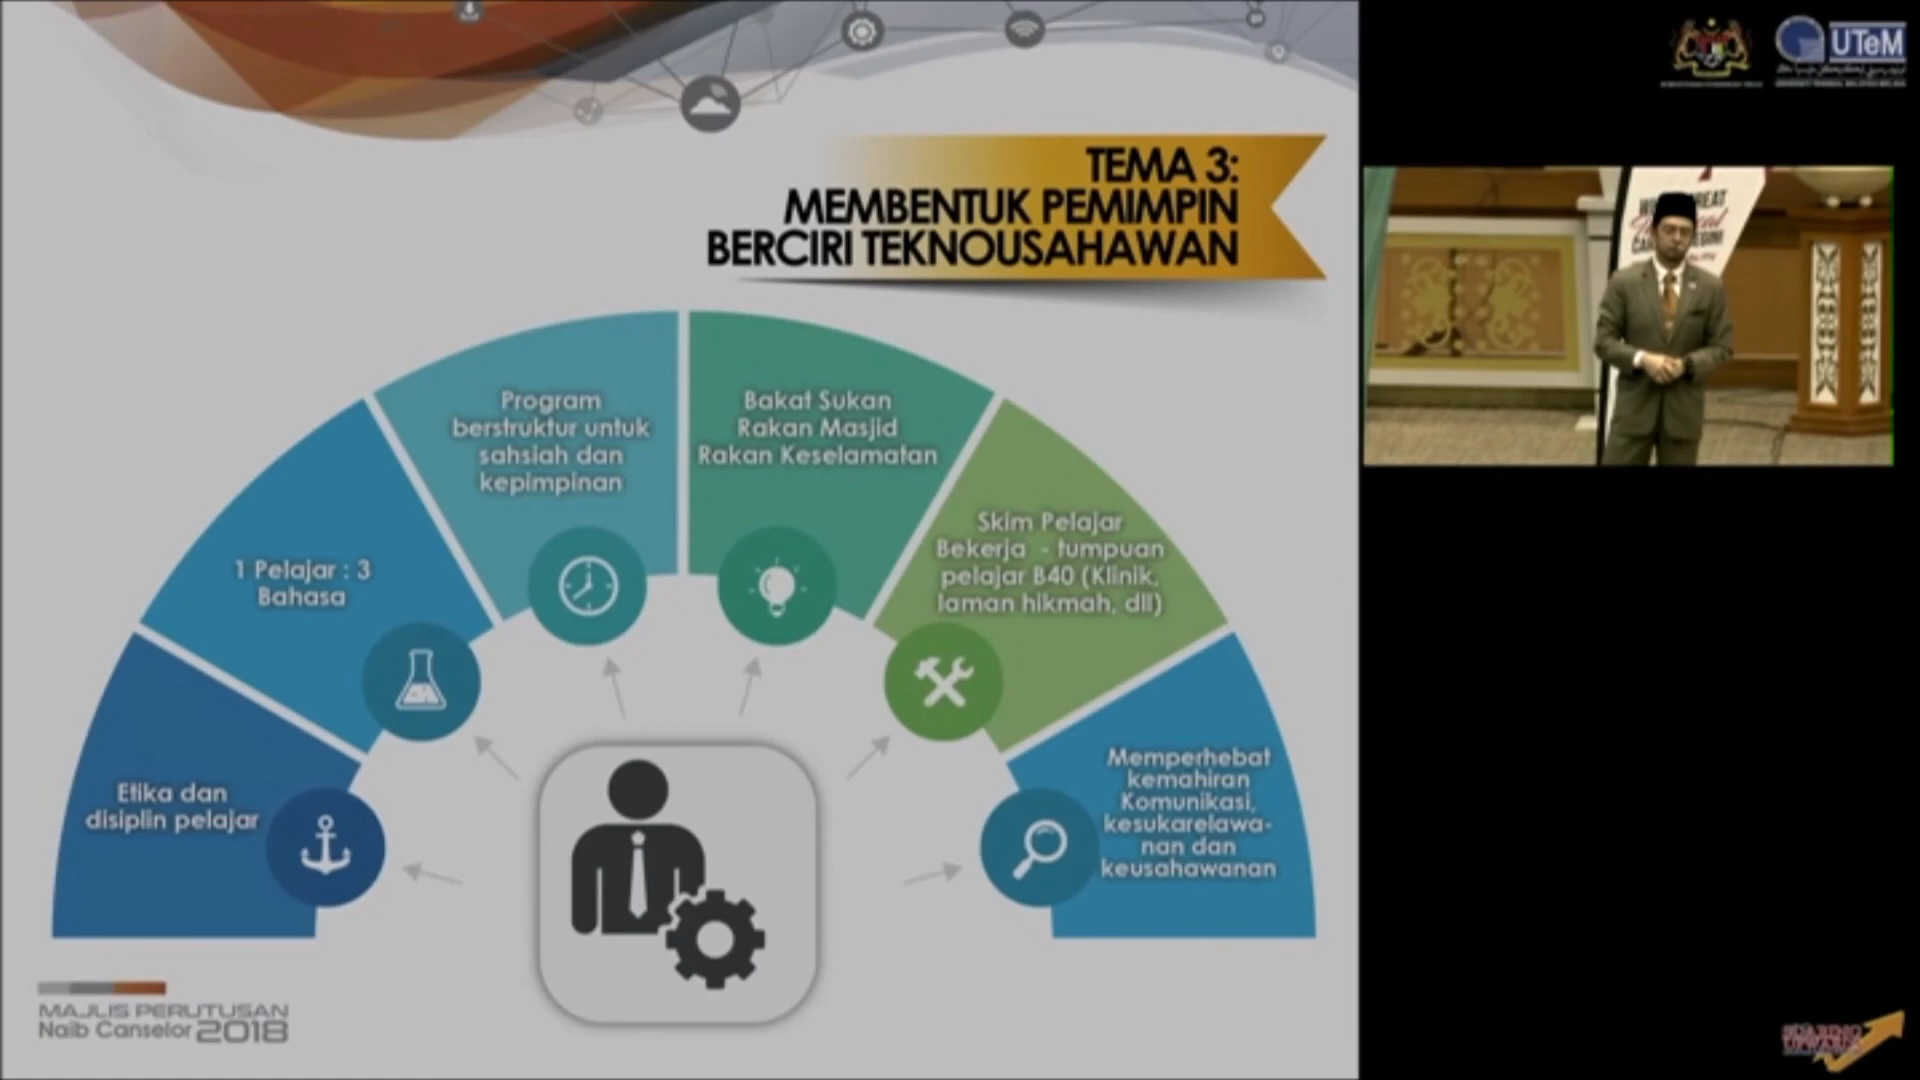 TEMA 3:
MEMBENTUK PEMIMPIN
BERCIRI TEKNOUSAHAWAN
Etika dan
disiplin pelajar
1 Pelajar : 3
Bahasa
Program
berstruktur untuk
sahsiah dan
kepimpinan
Bakat Sukan
Rakan Masjid
Rakan Keselamatan
Skim Pelajar
Bekerja - tumpuan
pelajar B40 (Klinik,
laman hikmah, dll)
Memperhebat
kemahiran
Komunikasi,
kesukarelawa-
nan dan
keusahawanan
MAJLIS PERUTUSAN
Naib Canselor 2018
UTeM
SOARING
UPWARDS